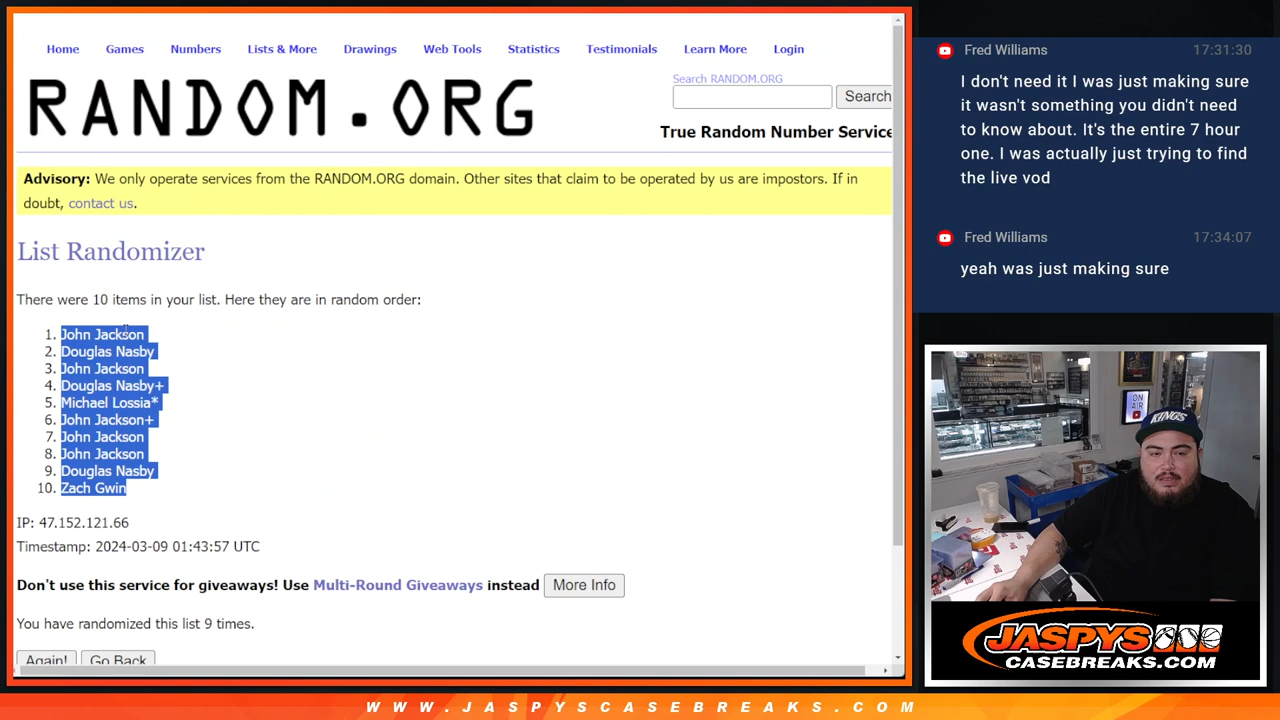 Home Games Numbers Lists & More Drawings Web Tools Statistics Testimonials Learn More Login
RANDOM.ORG
Search RANDOM.ORG
Search
True Random Number Service
Advisory: We only operate services from the RANDOM.ORG domain. Other sites that claim to be operated by us are impostors. If in
doubt, contact us.
List Randomizer
There were 10 items in your list. Here they are in random order:
1. John Jackson
2. Douglas Nasby
3. John Jackson
4. Douglas Nasby+
5. Michael Lossia*
6. John Jackson+
7. John Jackson
8. John Jackson
9. Douglas Nasby
10. Zach Gwin
IP: 47.152.121.66
Timestamp: 2024-03-09 01:43:57 UTC
Don't use this service for giveaways! Use Multi-Round Giveaways instead More Info
You have randomized this list 9 times.
Again! Go Back
Fred Williams 17:31:30
I don't need it I was just making sure
it wasn't something you didn't need
to know about. It's the entire 7 hour
one. I was actually just trying to find
the live vod
Fred Williams 17:34:07
yeah was just making sure
ON
AIR
KINGS
JASPYS
CASEBREAKS.COM
WWW.JASPYSCASEBREAKS.COM